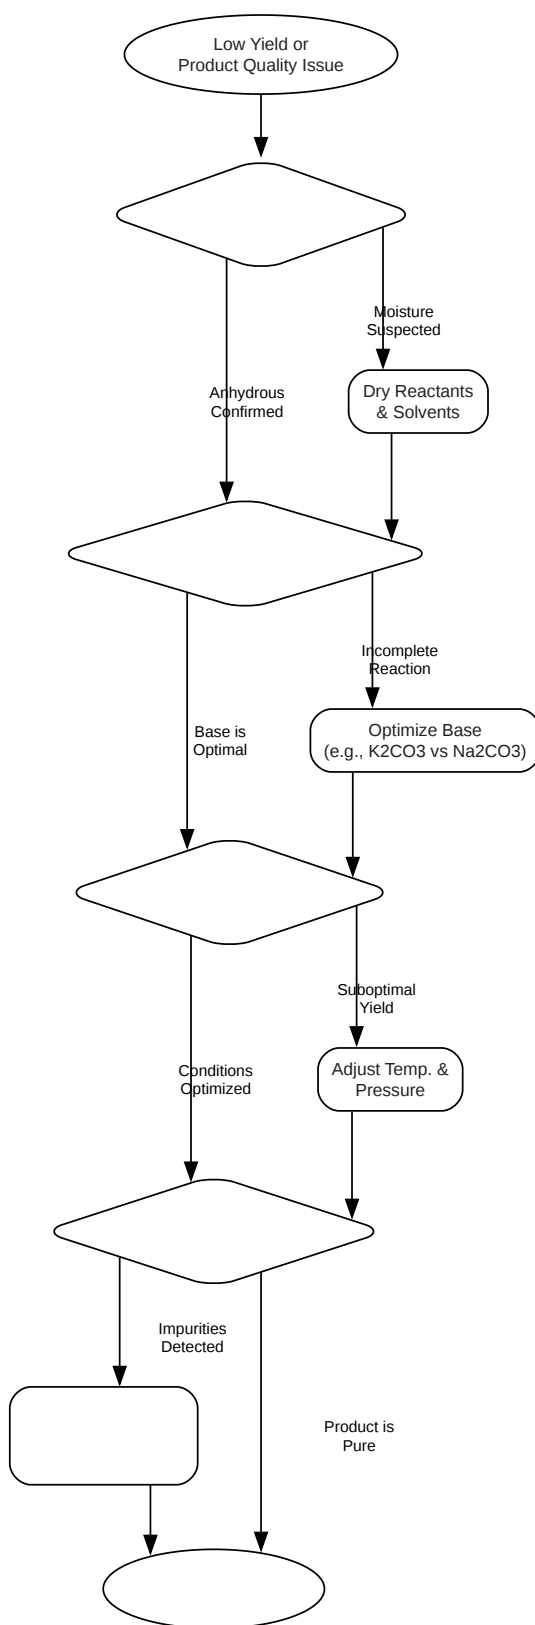 Low Yield or
Product Quality Issue
Moisture
Suspected
Dry Reactants
& Solvents
Anhydrous
Confirmed
Incomplete
Reaction
Optimize Base
(e.g., K2CO3 vs Na2CO3)
Base is
Optimal
Suboptimal
Yield
Adjust Temp. &
Pressure
Conditions
Optimized
Impurities
Detected
Product is
Pure